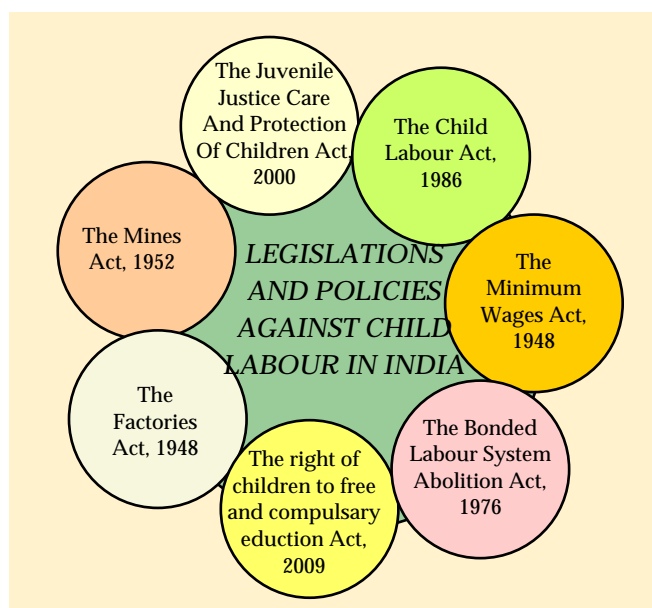 The Juvenile
Justice Care
And Protection
Of Children Act,
2000
The Child
Labour Act,
1986
The Mines
Act, 1952
LEGISLATIONS
AND POLICIES
AGAINST CHILD
LABOUR IN INDIA
The
Minimum
Wages Act,
1948
The
Factories
Act, 1948
The Bonded
Labour System
Abolition Act,
1976
The right of
children to free
and compulsary
eduction Act,
2009